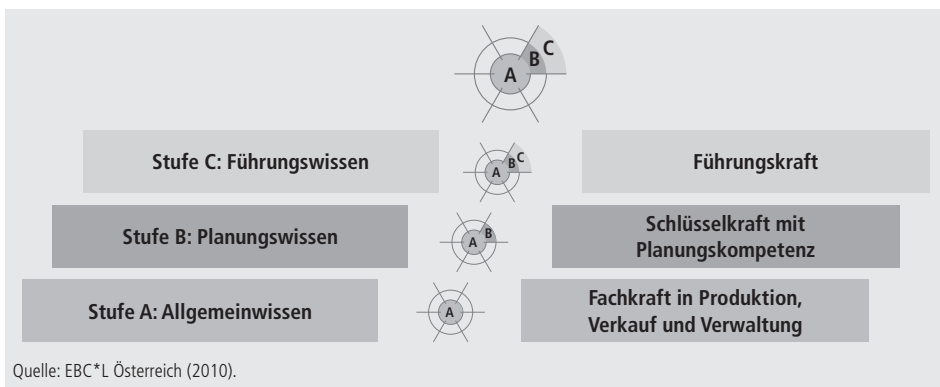 A B C
Stufe C: Führungswissen
A B C
Führungskraft
Stufe B: Planungswissen
A B
Schlüsselkraft mit
Planungskompetenz
Stufe A: Allgemeinwissen
A
Fachkraft in Produktion,
Verkauf und Verwaltung
Quelle: EBC*L Österreich (2010).